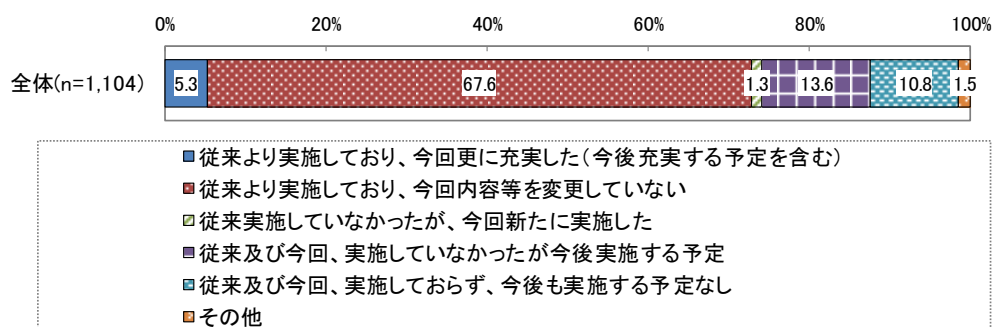 0% 20% 40% 60% 80% 100%
全体(n=1,104) 5.3 67.6 1.3 13.6 10.8 1.5
従来より実施しており、今回更に充実した(今後充実する予定を含む)
従来より実施しており、今回内容等を変更していない
従来実施していなかったが、今回新たに実施した
従来及び今回、実施していなかったが今後実施する予定
従来及び今回、実施しておらず、今後も実施する予定なし
その他